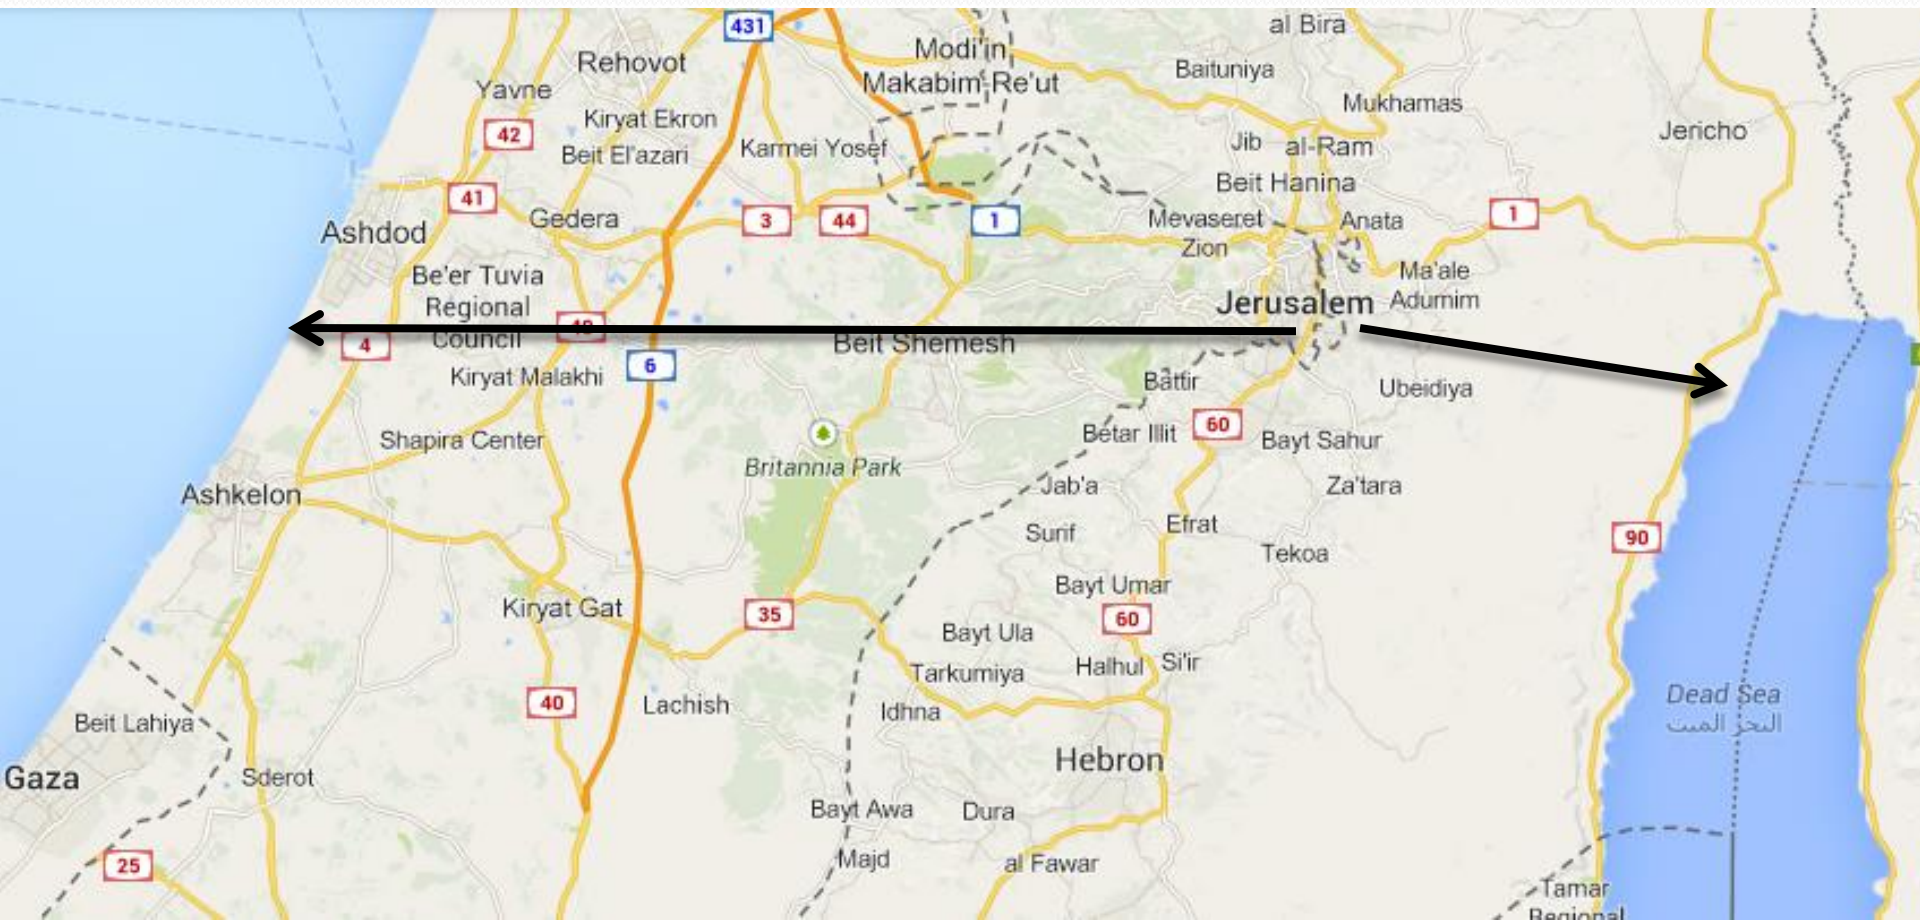 431
al Bira
Rehovot
Modi'in
Makabim-Re'ut
Baituniya
Yavne
Mukhamas
Kiryat Ekron
Jericho
42
Karmei Yosef
Jib
al-Ram
Beit El'azari
Beit Hanina
41
1
Gedera
3
44
1
Mevaseret
Zion
Anata
Ashdod
Be'er Tuvia
Regional
Council
Ma'ale
Adumim
Jerusalem
4
Beit Shemesh
6
Kiryat Malakhi
Battir
Ubeidiya
60
Shapira Center
Betar Illit
Bayt Sahur
Britannia Park
Ashkelon
Jab'a
Za'tara
Surif
Efrat
90
Tekoa
Bayt Umar
Kiryat Gat
35
60
Bayt Ula
Tarkumiya
Halhul
Si'ir
40
Lachish
Idhna
Dead Sea
البحر الميت
Beit Lahiya
Hebron
Gaza
Sderot
Bayt Awa
Dura
25
Majd
al Fawar
Tamar
Regional